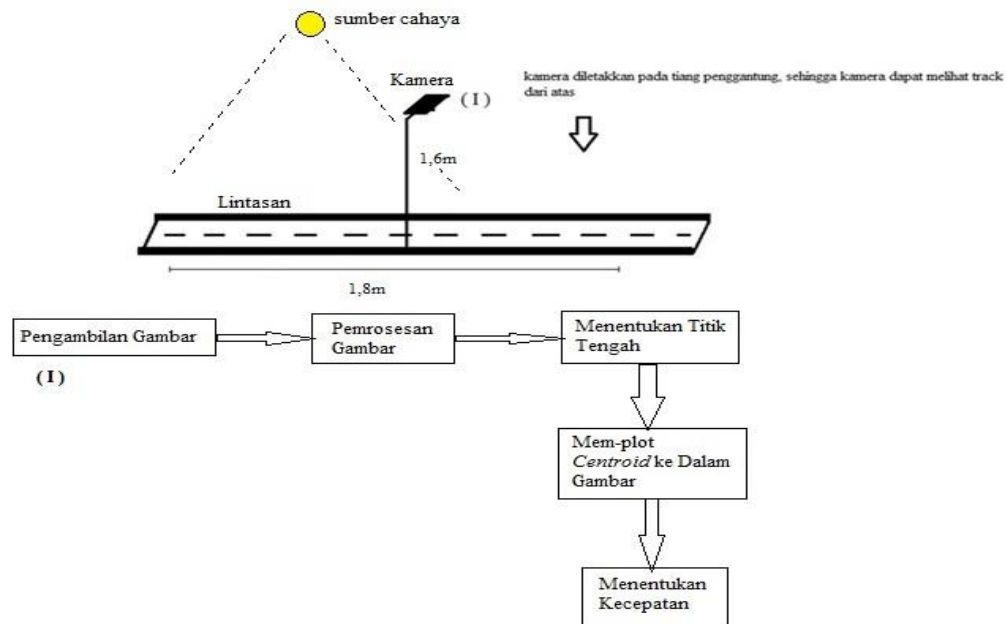 sumber cahaya
Kamera
( I )
kamera diletakkan pada tiang penggantung, sehingga kamera dapat melihat track
dari atas
1,6m
Lintasan
1,8m
Pengambilan Gambar
( I )
Pemrosesan
Gambar
Menentukan Titik
Tengah
Mem-plot
Centroid ke Dalam
Gambar
Menentukan
Kecepatan